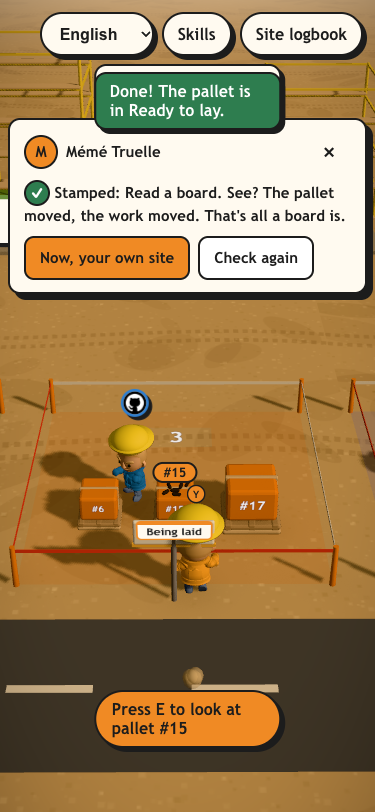 English
Skills
Site logbook
Done! The pallet is
in Ready to lay.
M
Mémé Truelle
×
Stamped: Read a board. See? The pallet
moved, the work moved. That's all a board is.
Now, your own site
Check again
3
#15
Y
#6
#17
Being laid
Press E to look at
pallet #15